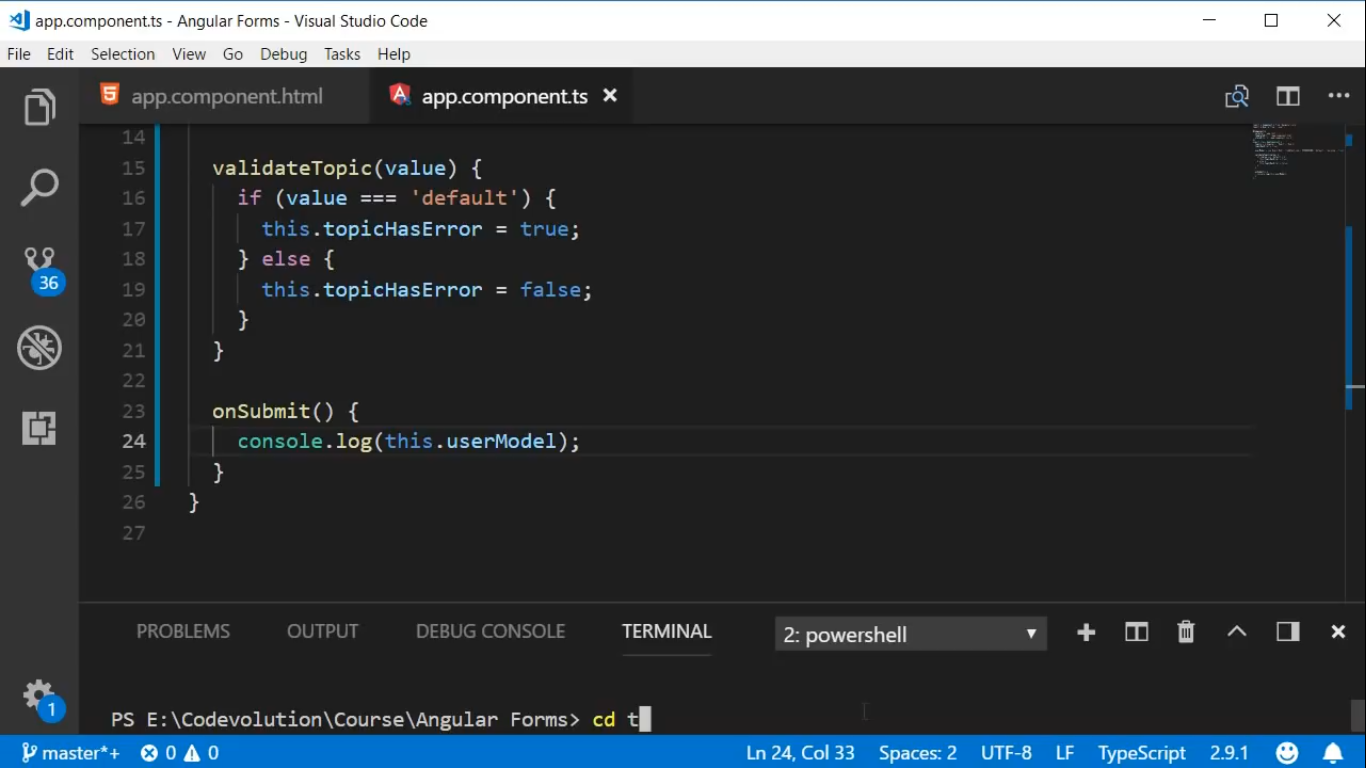 app.component.ts - Angular Forms - Visual Studio Code
File Edit Selection View Go Debug Tasks Help
app.component.html app.component.ts
14
15 validateTopic(value) {
16 if (value === 'default') {
17 this.topicHasError = true;
18 } else {
19 this.topicHasError = false;
20 }
21 }
22
23 onSubmit() {
24 console.log(this.userModel);
25 }
26 }
27
36
1
PROBLEMS OUTPUT DEBUG CONSOLE TERMINAL 2: powershell
PS E:\Codevolution\Course\Angular Forms> cd t
master*+ 0 0 Ln 24, Col 33 Spaces: 2 UTF-8 LF TypeScript 2.9.1